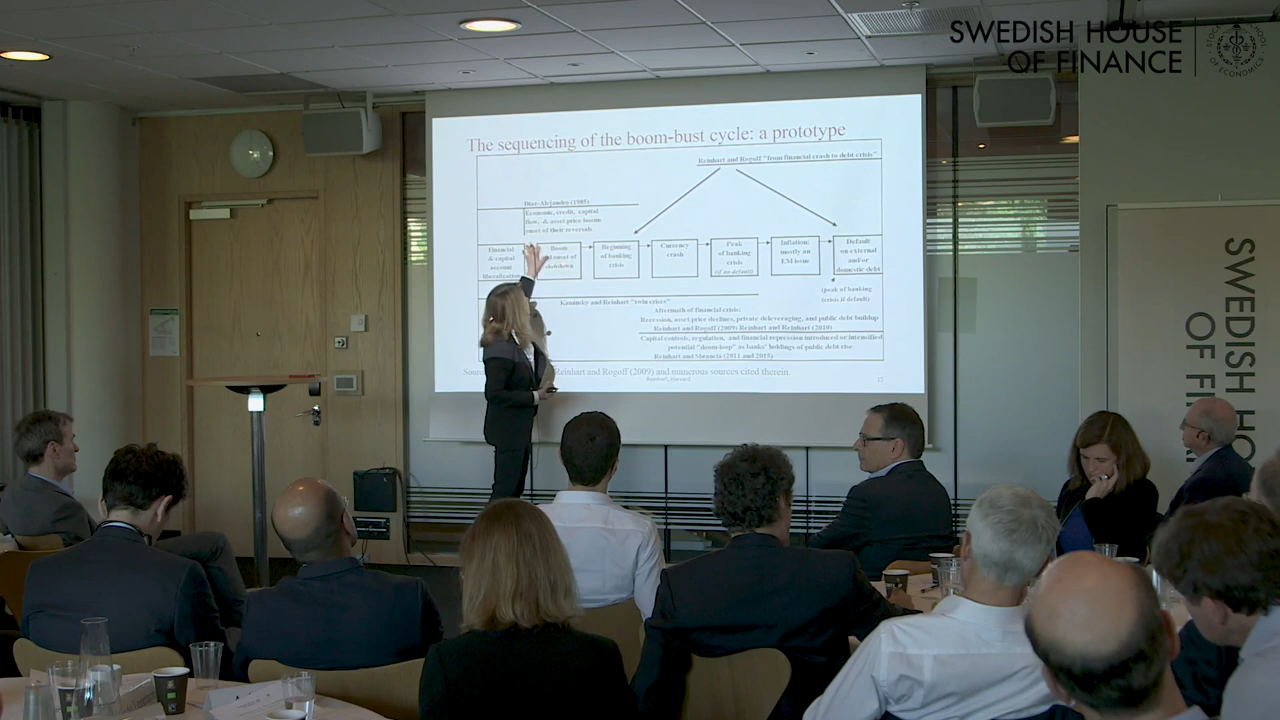 SWEDISH HOUSE
OF FINANCE
The sequencing of the boom-bust cycle: a prototype
Reinhart and Rogoff "from financial crash to debt crisis"
Diaz-Alejandro (1985)
Economic, credit, capital
flow, & asset price boom
onset of their reversals
Financial
& capital
account
liberalization
Boom
onset of
Beginning
of banking
crisis
Currency
crash
Peak
of banking
crisis
(if no default)
Inflation:
mostly an
EM issue
Default
on external
and/or
domestic debt
(peak of banking
crisis if default)
Kaminsky and Reinhart "twin crises"
Aftermath of financial crisis:
Recession, asset price declines, private deleveraging, and public debt buildup
Reinhart and Rogoff (2009) Reinhart and Reinhart (2010)
Capital controls, regulation, and financial repression introduced or intensified
potential "doom-loop" as banks' holdings of public debt rise
Reinhart and Sbrancia (2011 and 2015)
Reinhart and Rogoff (2009) and numerous sources cited therein.
Reinhart, Harvard
SWEDISH HO
OF FI